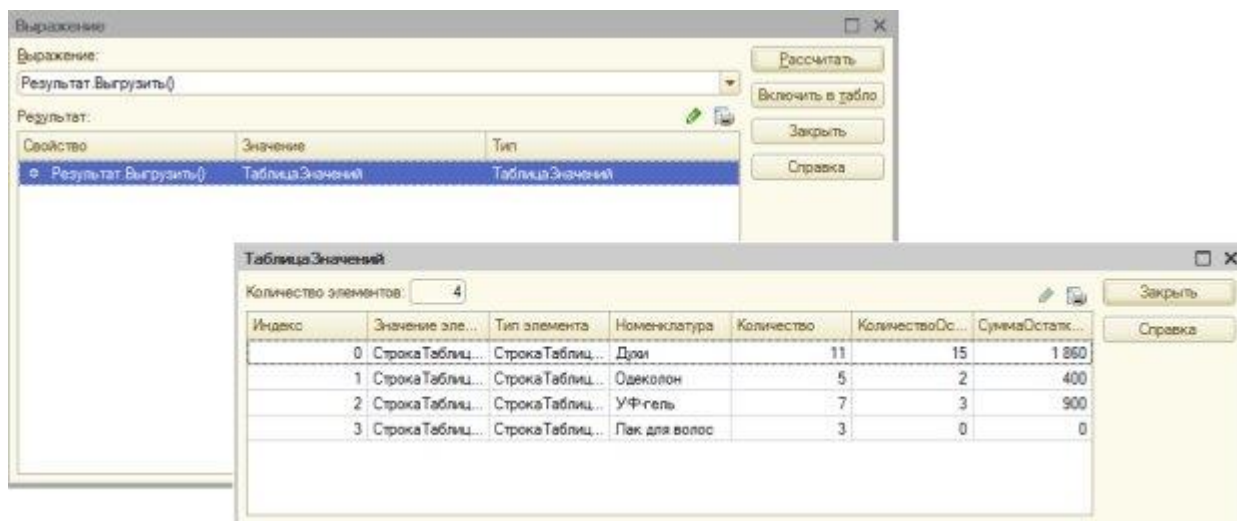 Выражение
Выражение:
Рассчитать
Результат.Выгрузить()
Включить в табло
Результат:
Закрыть
Свойство Значение Тип
Результат.Выгрузить() ТаблицаЗначений ТаблицаЗначений
Справка
ТаблицаЗначений
Количество элементов: 4
Закрыть
Индекс Значение эле... Тип элемента Номенклатура Количество КоличествоОс... СуммаОстатк...
Справка
0 СтрокаТаблиц... СтрокаТаблиц... Духи 11 15 1 860
1 СтрокаТаблиц... СтрокаТаблиц... Одеколон 5 2 400
2 СтрокаТаблиц... СтрокаТаблиц... УФ-гель 7 3 900
3 СтрокаТаблиц... СтрокаТаблиц... Лак для волос 3 0 0